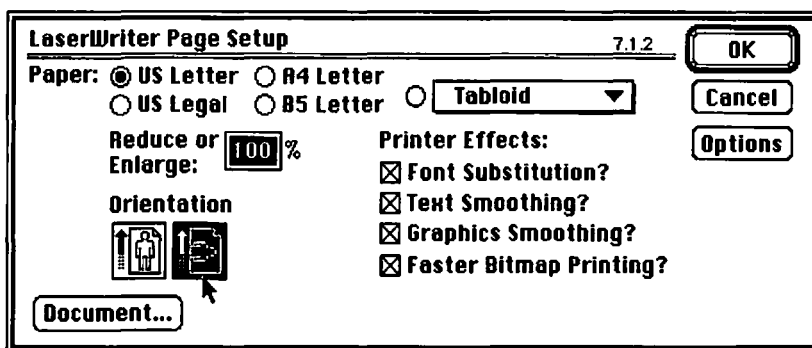 LaserWriter Page Setup 7.1.2 OK
Paper: US Letter A4 Letter
US Legal B5 Letter Tabloid Cancel
Reduce or 100 % Printer Effects: Options
Enlarge:
Font Substitution?
Orientation Text Smoothing?
Graphics Smoothing?
Faster Bitmap Printing?
Document...